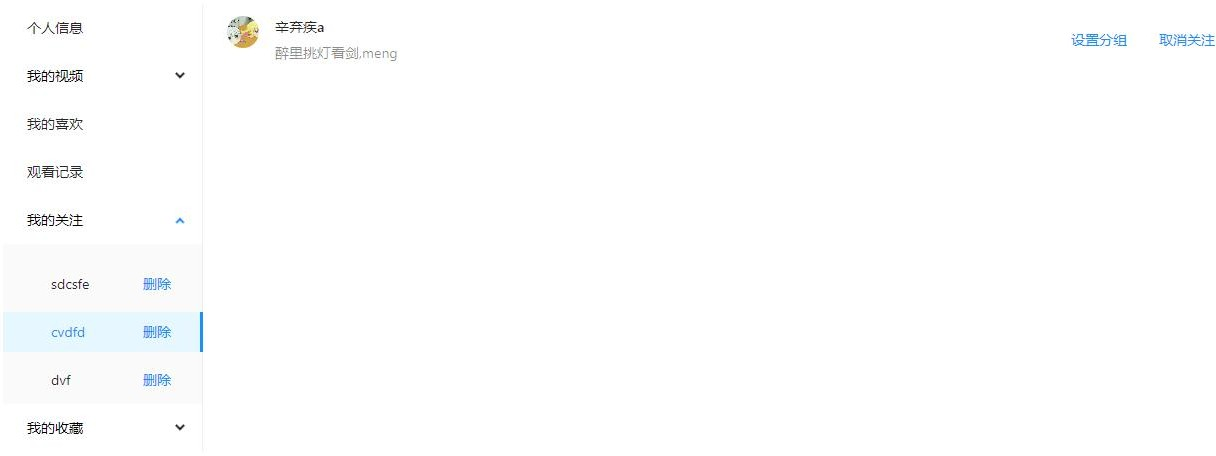 个人信息
我的视频
我的喜欢
观看记录
我的关注
sdcsfe 删除
cvdfd 删除
dvf 删除
我的收藏
辛弃疾a
醉里挑灯看剑,meng
设置分组 取消关注